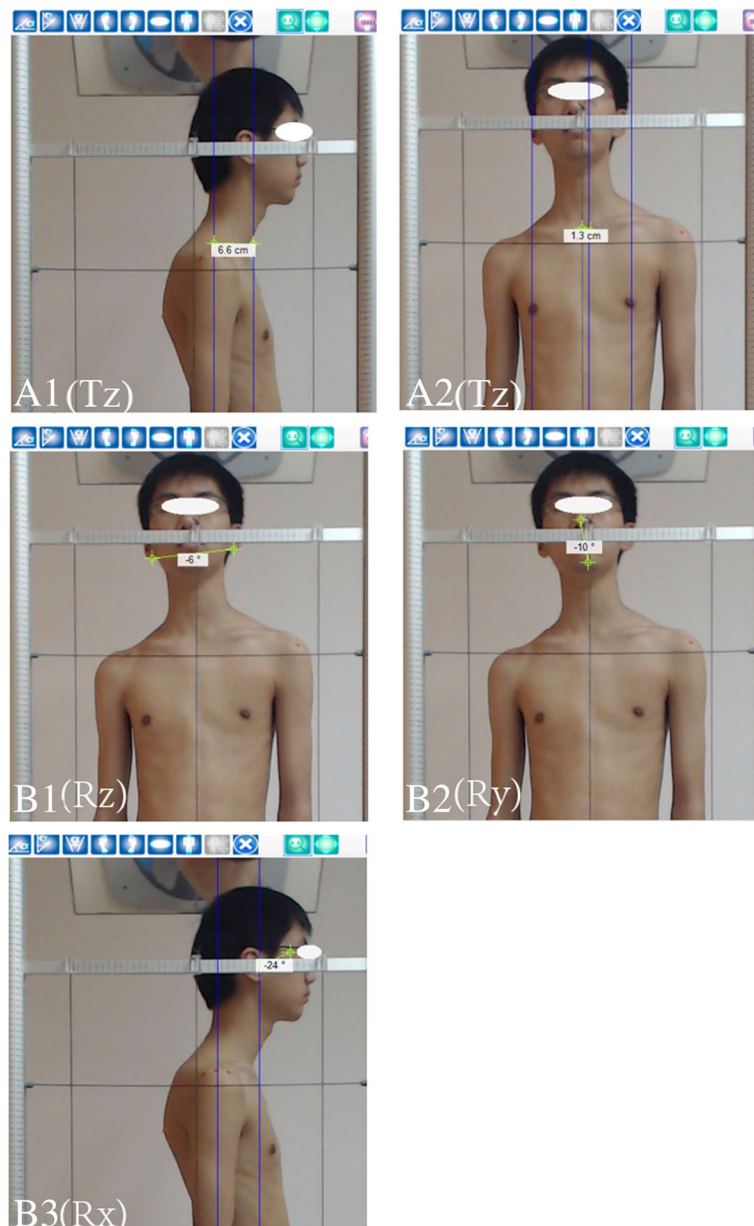 6.6 cm
A1(Tz)
1.3 cm
A2(Tz)
-6 °
B1(Rz)
-10 °
B2(Ry)
-24 °
B3(Rx)